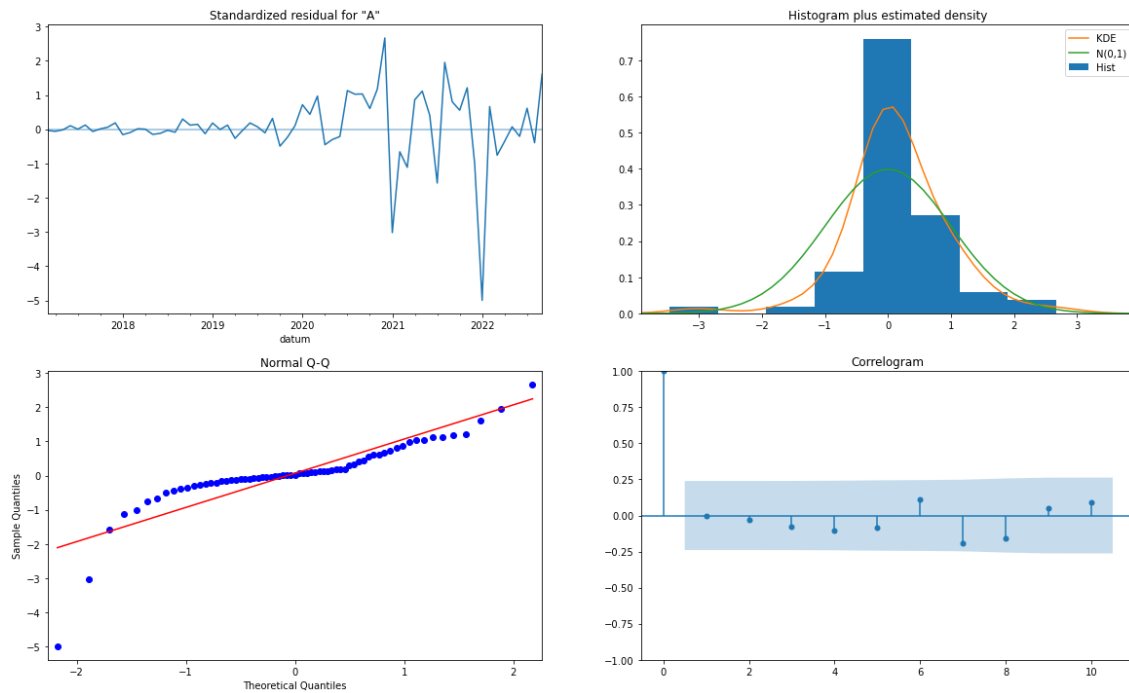 Standardized residual for "A"
3
2
1
0
−1
−2
−3
−4
−5
2018 2019 2020 2021 2022
datum
Histogram plus estimated density
KDE
N(0,1)
Hist
0.7
0.6
0.5
0.4
0.3
0.2
0.1
0.0
−3 −2 −1 0 1 2 3
Normal Q-Q
Sample Quantiles
3
2
1
0
−1
−2
−3
−4
−5
−2 −1 0 1 2
Theoretical Quantiles
Correlogram
1.00
0.75
0.50
0.25
0.00
−0.25
−0.50
−0.75
−1.00
0 2 4 6 8 10